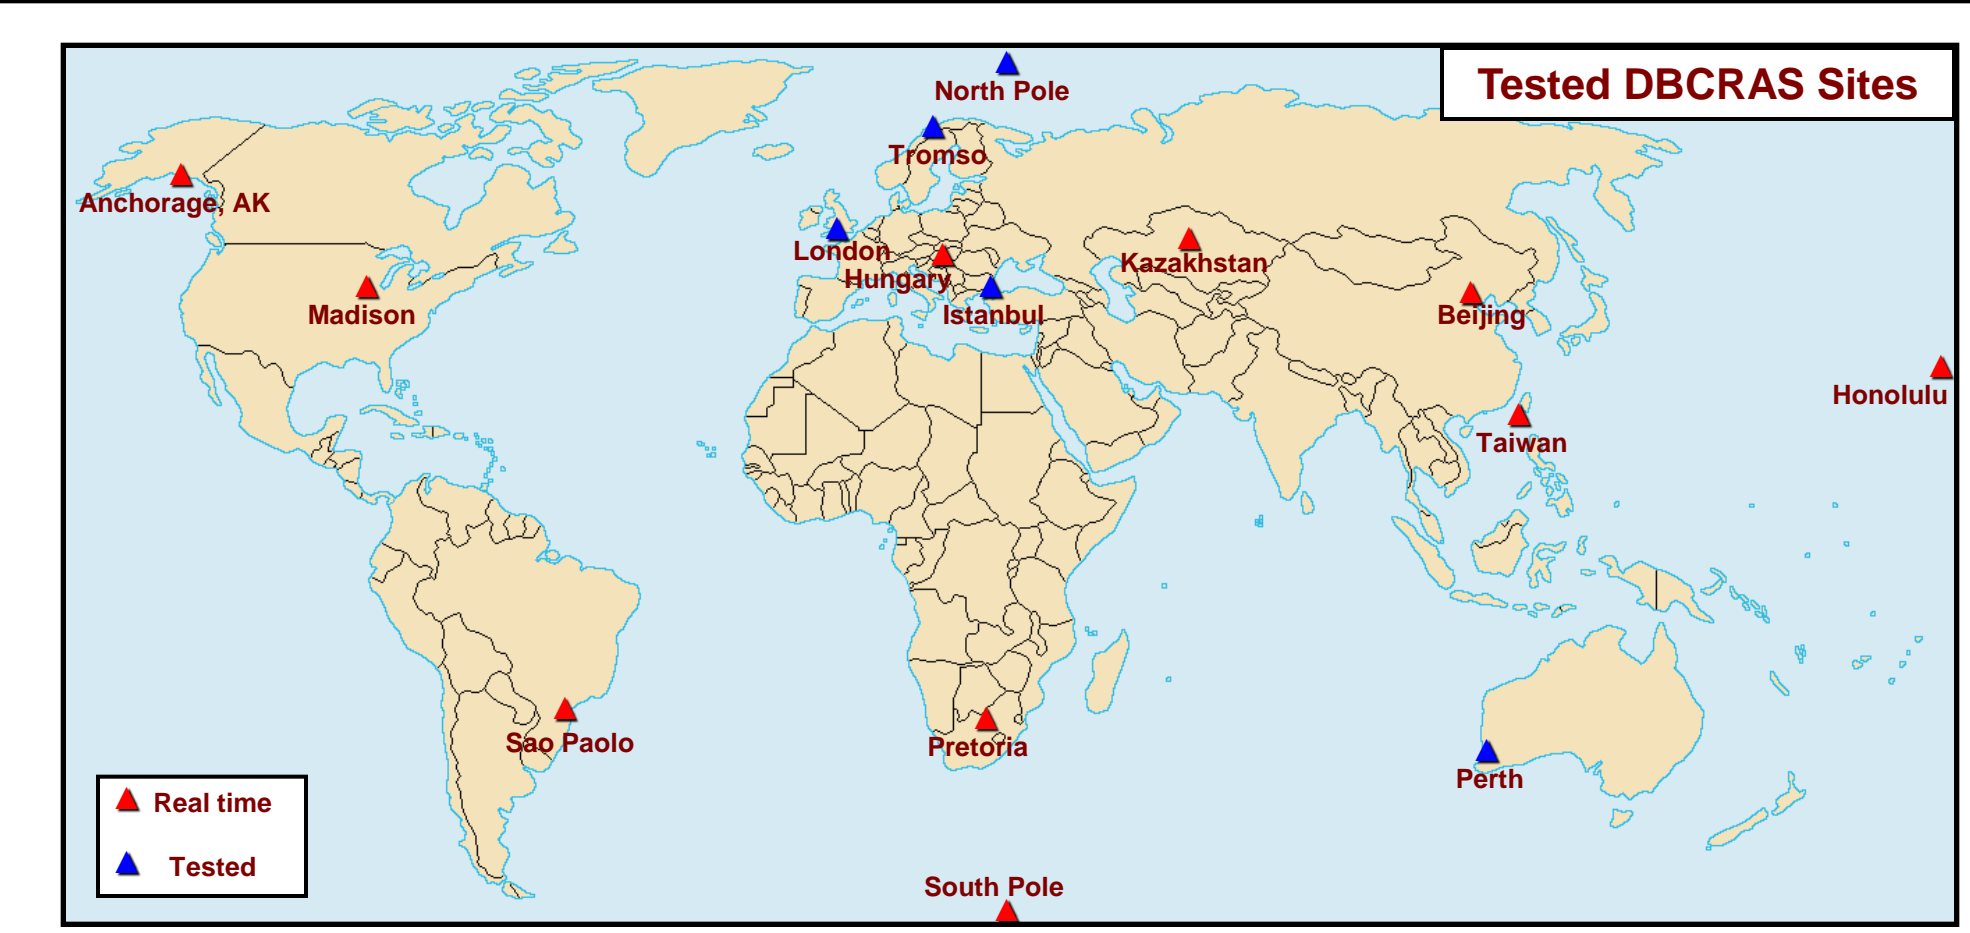 Tested DBCRAS Sites
North Pole
Tromso
Anchorage, AK
London
Kazakhstan
Hungary
Madison
Istanbul
Beijing
Honolulu
Taiwan
Sao Paolo
Pretoria
Perth
Real time
Tested
South Pole